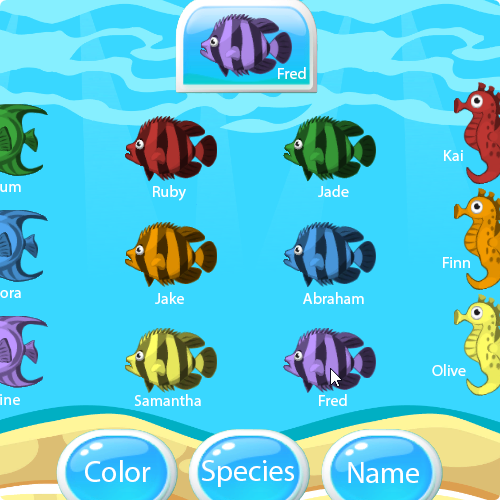 Fred
Kai
um
Ruby
Jade
Finn
ora
Jake
Abraham
Olive
ine
Samantha
Fred
Color
Species
Name